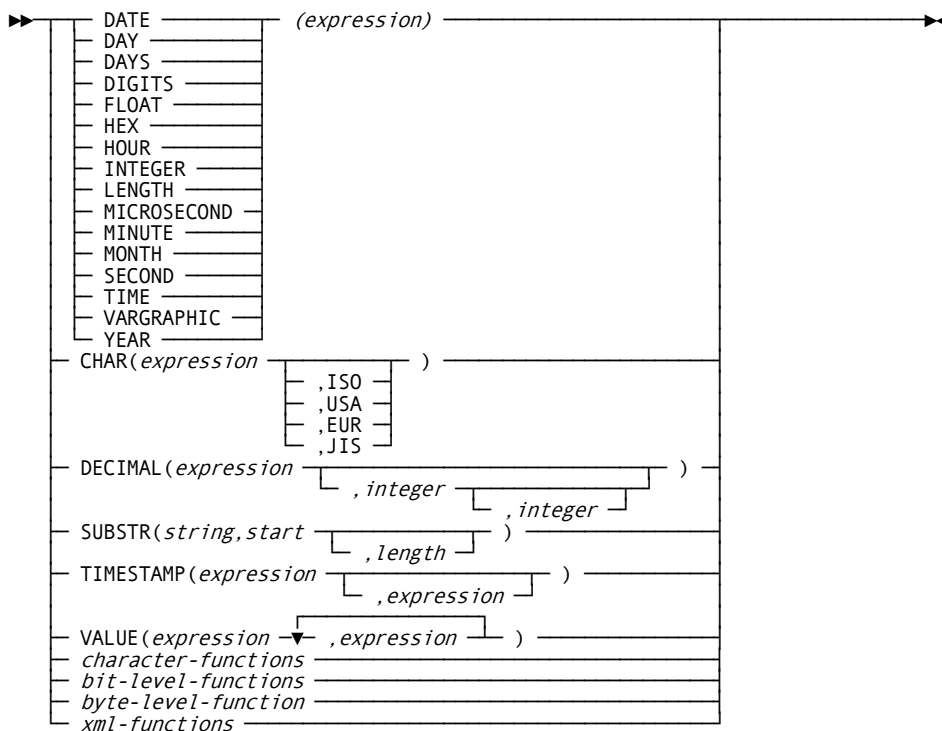 DATE (expression)
DAY
DAYS
DIGITS
FLOAT
HEX
HOUR
INTEGER
LENGTH
MICROSECOND
MINUTE
MONTH
SECOND
TIME
VARGRAPHIC
YEAR
CHAR(expression )
,ISO
,USA
,EUR
,JIS
DECIMAL(expression )
,integer
,integer
SUBSTR(string,start )
,length
TIMESTAMP(expression )
,expression
VALUE(expression ,expression )
character-functions
bit-level-functions
byte-level-function
xml-functions